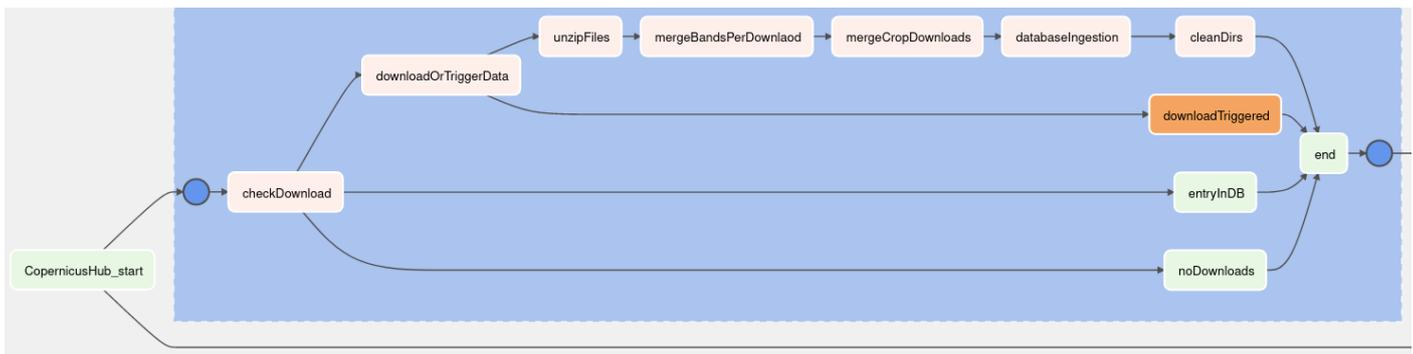 unzipFiles
mergeBandsPerDownlaod
mergeCropDownloads
databaseIngestion
cleanDirs
downloadOrTriggerData
downloadTriggered
end
checkDownload
entryInDB
CopernicusHub_start
noDownloads